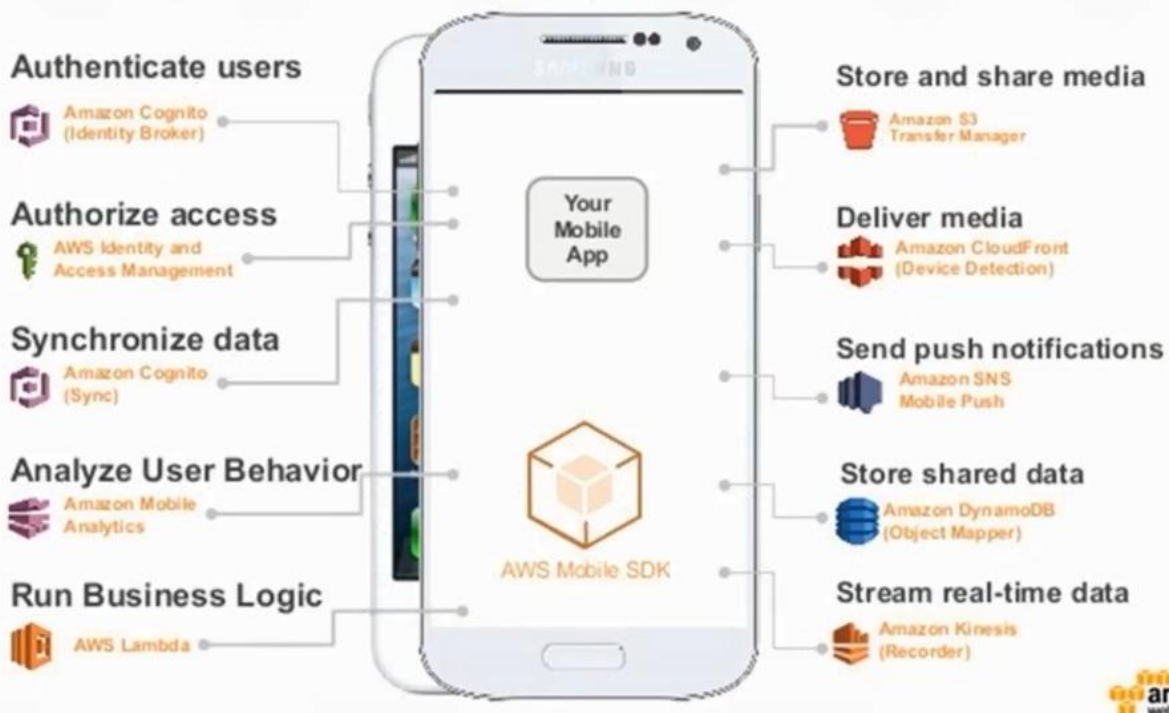 Authenticate users
Amazon Cognito
(Identity Broker)
Authorize access
AWS Identity and
Access Management
Synchronize data
Amazon Cognito
(Sync)
Analyze User Behavior
Amazon Mobile
Analytics
Run Business Logic
AWS Lambda
SAMSUNG
Your
Mobile
App
AWS Mobile SDK
Store and share media
Amazon S3
Transfer Manager
Deliver media
Amazon CloudFront
(Device Detection)
Send push notifications
Amazon SNS
Mobile Push
Store shared data
Amazon DynamoDB
(Object Mapper)
Stream real-time data
Amazon Kinesis
(Recorder)